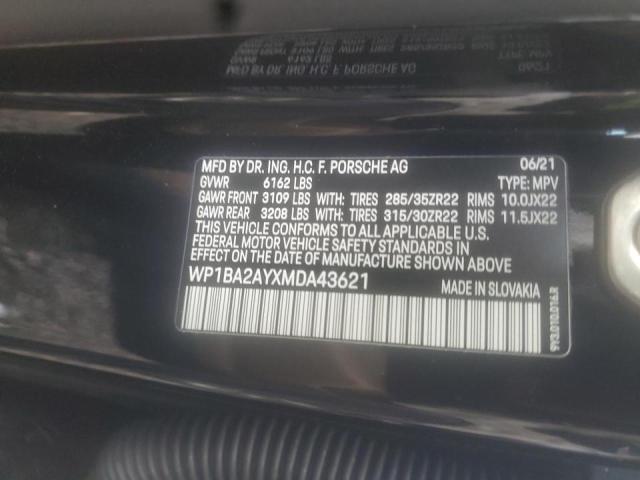 MFD BY DR. ING. H.C. F. PORSCHE AG 06/21
GVWR 6162 LBS TYPE: MPV
GAWR FRONT 3109 LBS WITH: TIRES 285/35ZR22 RIMS 10.0JX22
GAWR REAR 3208 LBS WITH: TIRES 315/30ZR22 RIMS 11.5JX22
THIS VEHICLE CONFORMS TO ALL APPLICABLE U.S.
FEDERAL MOTOR VEHICLE SAFETY STANDARDS IN
EFFECT ON THE DATE OF MANUFACTURE SHOWN ABOVE.
WP1BA2AYXMDA43621 MADE IN SLOVAKIA
9Y3.010.016.R